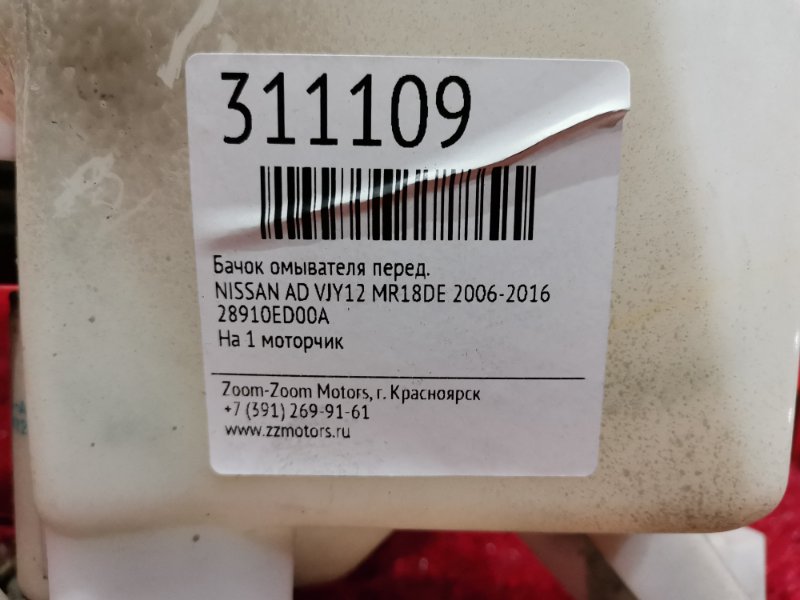 311109
Бачок омывателя перед.
NISSAN AD VJY12 MR18DE 2006-2016
28910ED00A
На 1 моторчик
Zoom-Zoom Motors, г. Красноярск
+7 (391) 269-91-61
www.zzmotors.ru